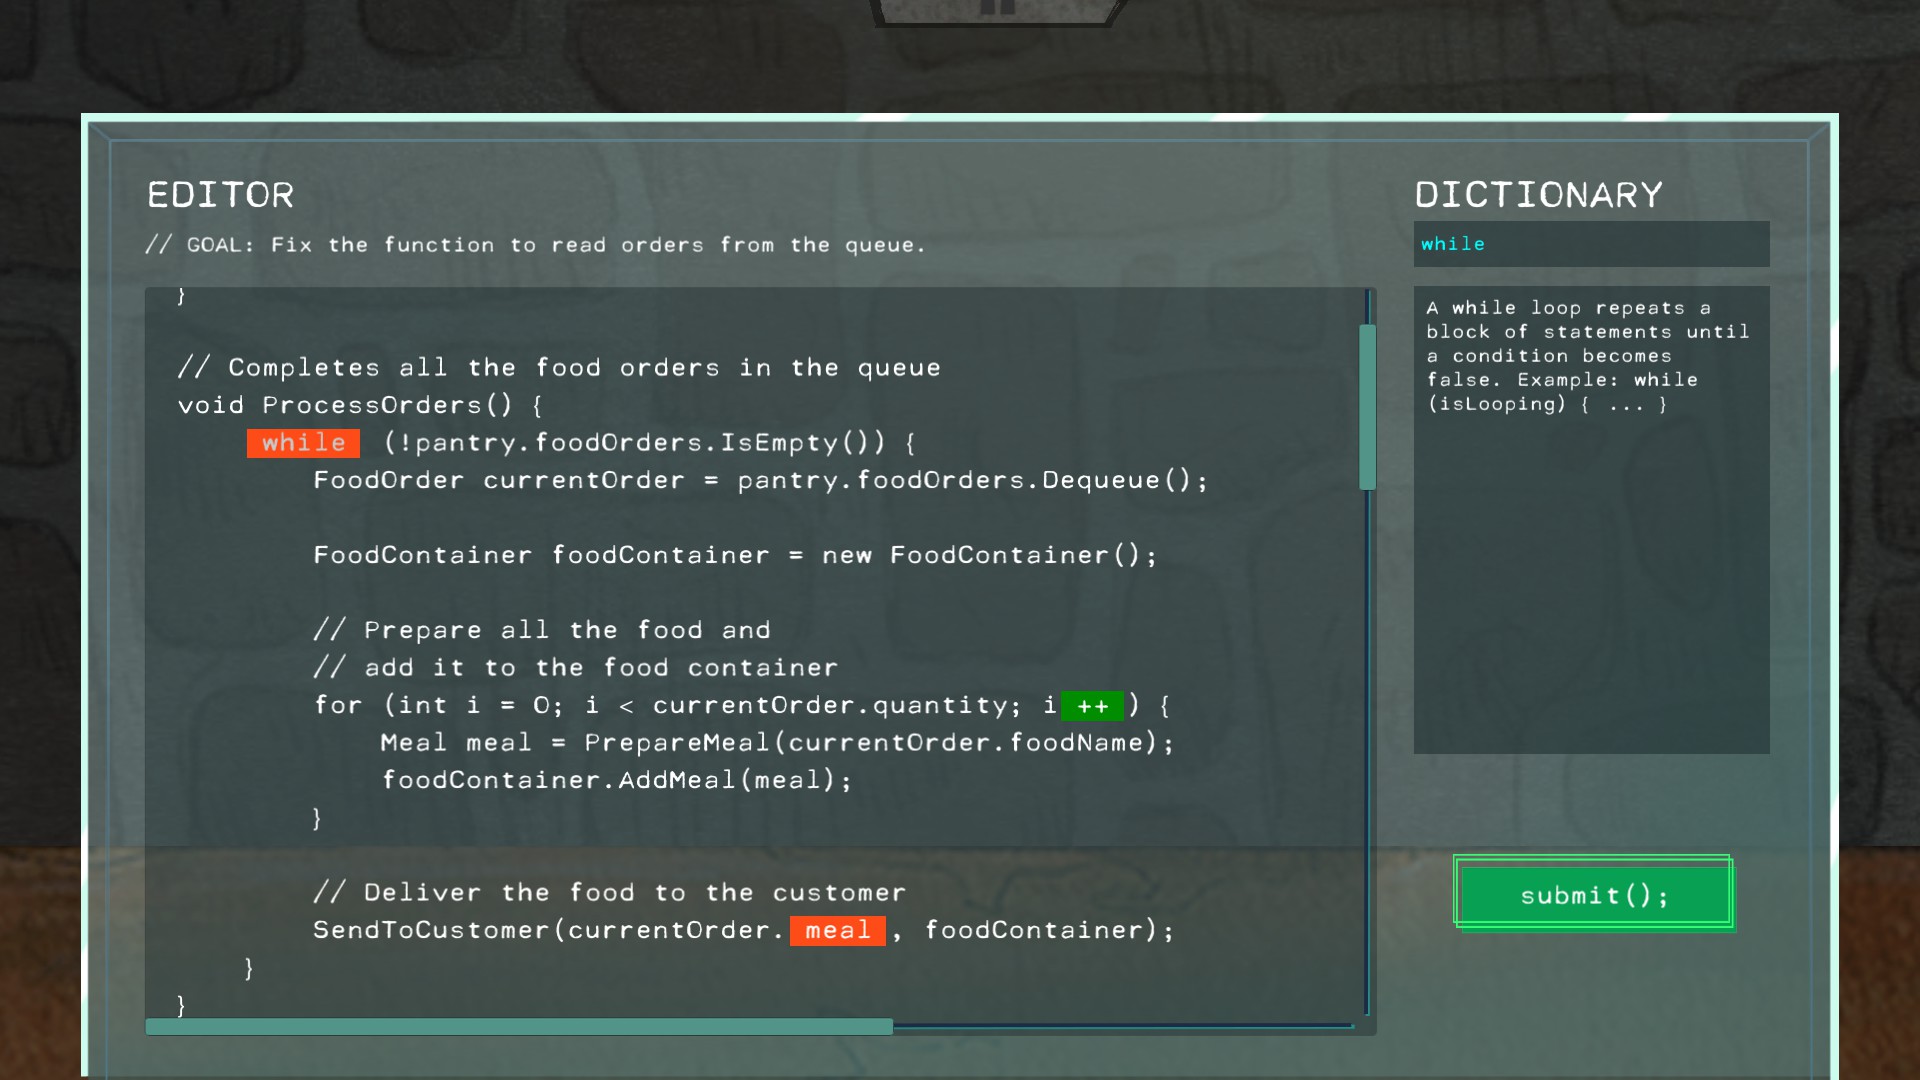 EDITOR
// GOAL: Fix the function to read orders from the queue.
}
// Completes all the food orders in the queue
void ProcessOrders() {
while (!pantry.foodOrders.IsEmpty()) {
FoodOrder currentOrder = pantry.foodOrders.Dequeue();
FoodContainer foodContainer = new FoodContainer();
// Prepare all the food and
// add it to the food container
for (int i = 0; i < currentOrder.quantity; i ++ ) {
Meal meal = PrepareMeal(currentOrder.foodName);
foodContainer.AddMeal(meal);
}
// Deliver the food to the customer
SendToCustomer(currentOrder. meal , foodContainer);
}
}
DICTIONARY
while
A while loop repeats a
block of statements until
a condition becomes
false. Example: while
(isLooping) { ... }
submit();